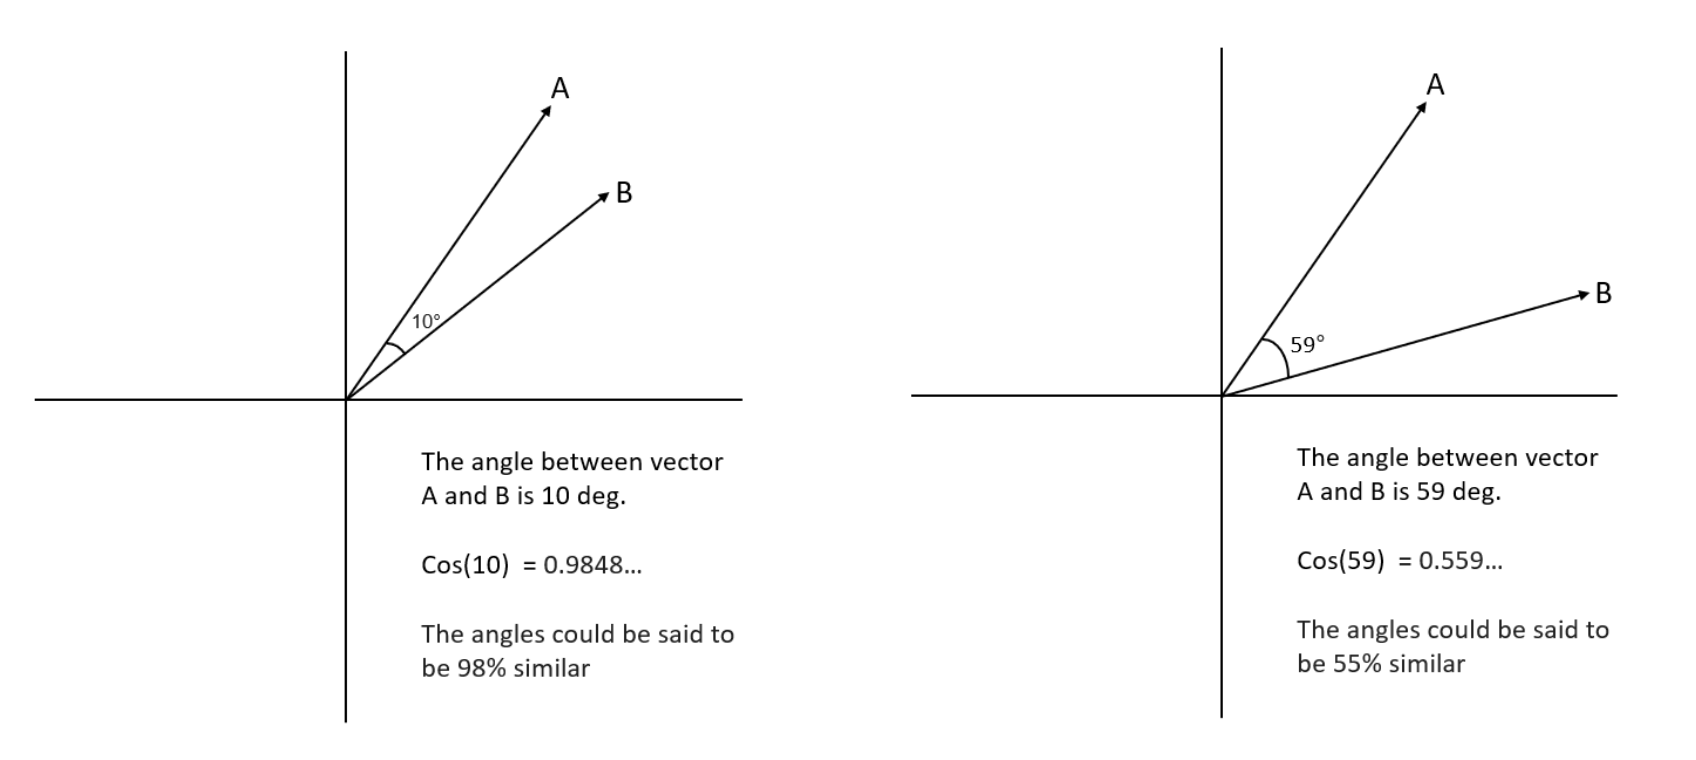 A
B
10°
The angle between vector
A and B is 10 deg.
Cos(10) = 0.9848...
The angles could be said to
be 98% similar
A
B
59°
The angle between vector
A and B is 59 deg.
Cos(59) = 0.559...
The angles could be said to
be 55% similar